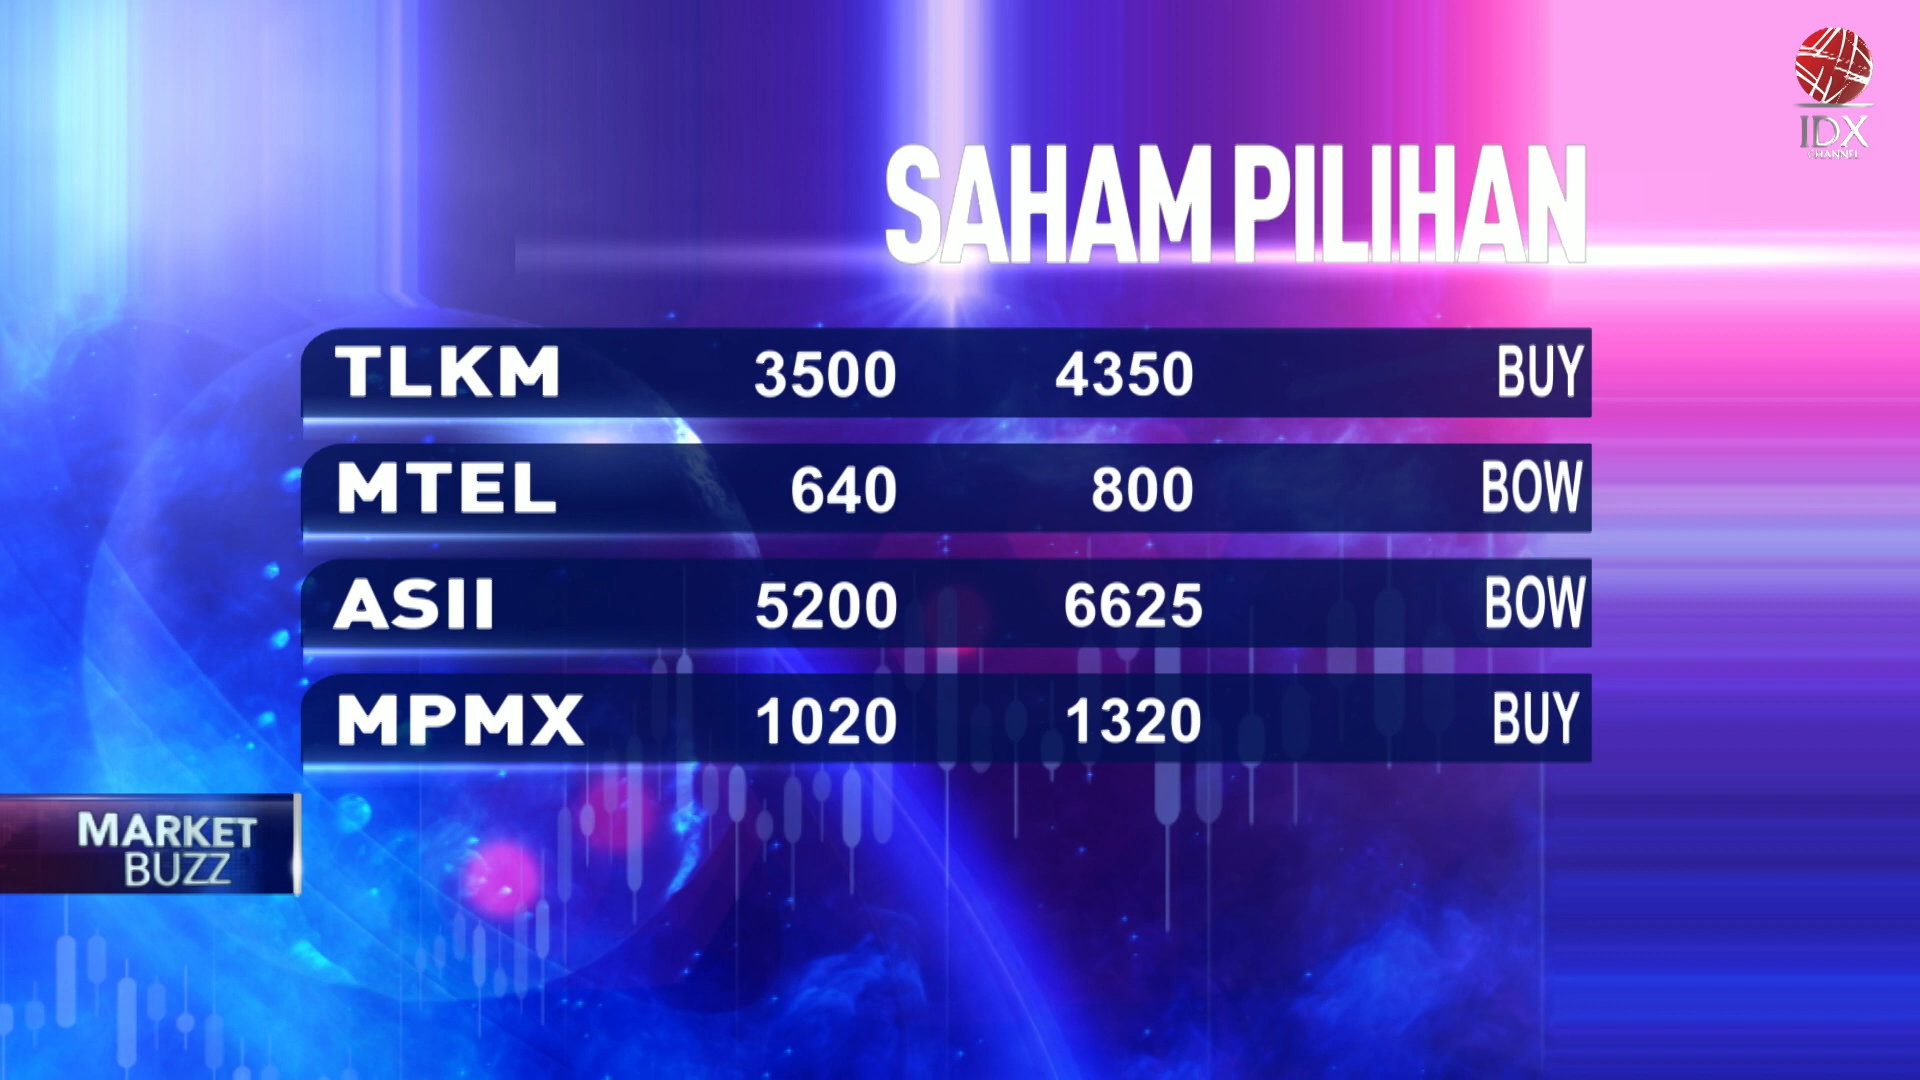 IDX
CHANNEL
SAHAM PILIHAN
TLKM 3500 4350 BUY
MTEL 640 800 BOW
ASII 5200 6625 BOW
MPMX 1020 1320 BUY
MARKET
BUZZ